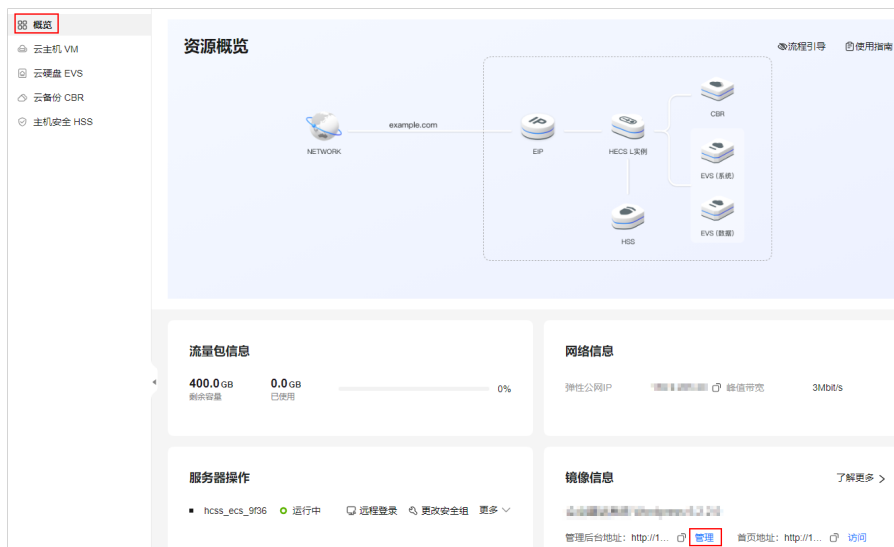 概览
云主机 VM
云硬盘 EVS
云备份 CBR
主机安全 HSS
资源概览
流程引导 使用指南
example.com
NETWORK
EIP
HECS L实例
CBR
EVS (系统)
EVS (数据)
HSS
流量包信息
400.0 GB 0.0 GB 0%
剩余容量 已使用
网络信息
弹性公网IP 峰值带宽 3Mbit/s
服务器操作
hcss_ecs_9f36 运行中 远程登录 更改安全组 更多
镜像信息 了解更多
管理后台地址: http://1... 管理 首页地址: http://1... 访问